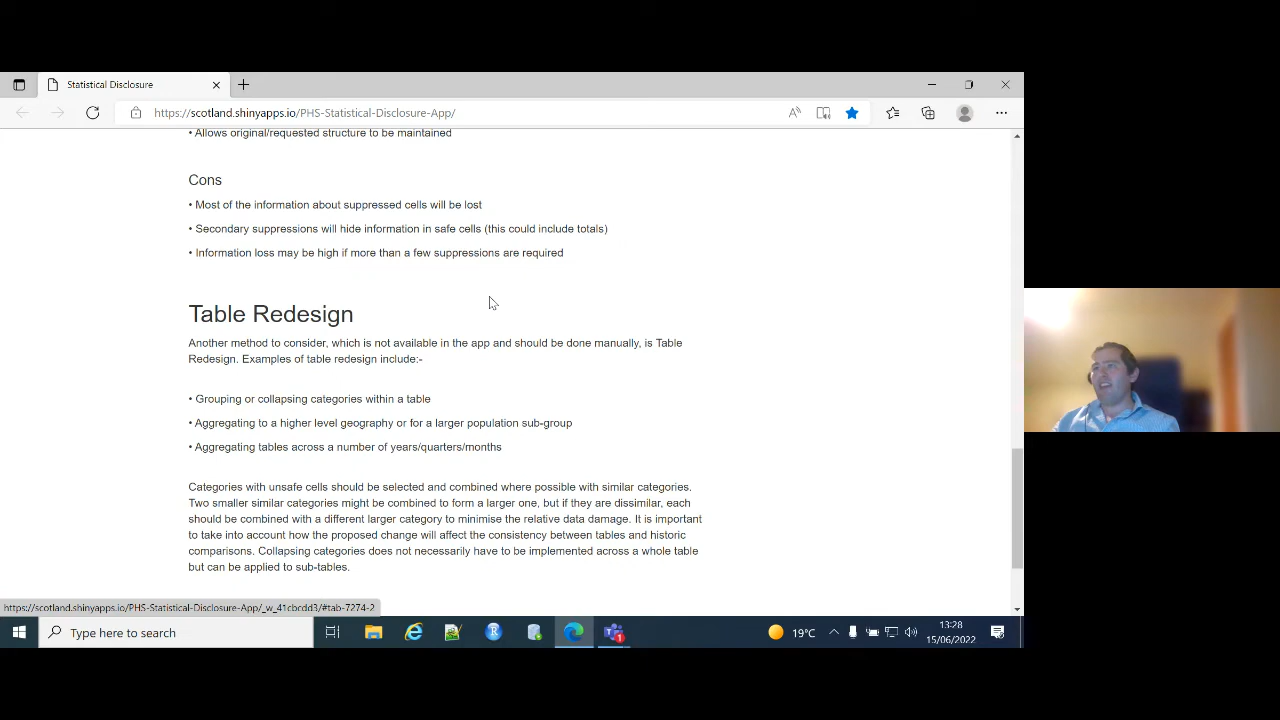 Statistical Disclosure
https://scotland.shinyapps.io/PHS-Statistical-Disclosure-App/
• Allows original/requested structure to be maintained
Cons
• Most of the information about suppressed cells will be lost
• Secondary suppressions will hide information in safe cells (this could include totals)
• Information loss may be high if more than a few suppressions are required
Table Redesign
Another method to consider, which is not available in the app and should be done manually, is Table
Redesign. Examples of table redesign include:-
• Grouping or collapsing categories within a table
• Aggregating to a higher level geography or for a larger population sub-group
• Aggregating tables across a number of years/quarters/months
Categories with unsafe cells should be selected and combined where possible with similar categories.
Two smaller similar categories might be combined to form a larger one, but if they are dissimilar, each
should be combined with a different larger category to minimise the relative data damage. It is important
to take into account how the proposed change will affect the consistency between tables and historic
comparisons. Collapsing categories does not necessarily have to be implemented across a whole table
but can be applied to sub-tables.
https://scotland.shinyapps.io/PHS-Statistical-Disclosure-App/_w_41cbcdd3/#tab-7274-2
Type here to search
19°C
13:28
15/06/2022